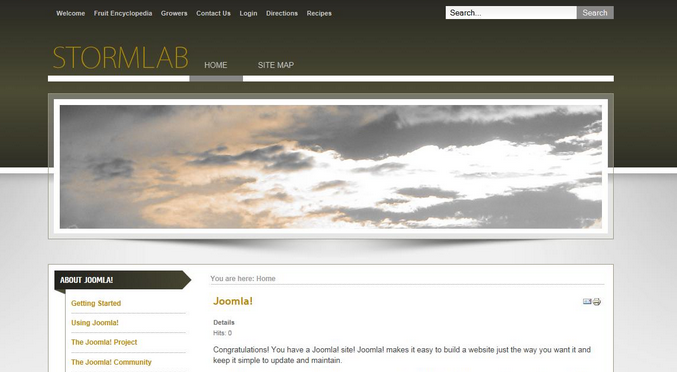 Welcome Fruit Encyclopedia Growers Contact Us Login Directions Recipes
Search... Search
STORMLAB
HOME SITE MAP
ABOUT JOOMLA!
Getting Started
Using Joomla!
The Joomla! Project
The Joomla! Community
You are here: Home
Joomla!
Details
Hits: 0
Congratulations! You have a Joomla! site! Joomla! makes it easy to build a website just the way you want it and
keep it simple to update and maintain.